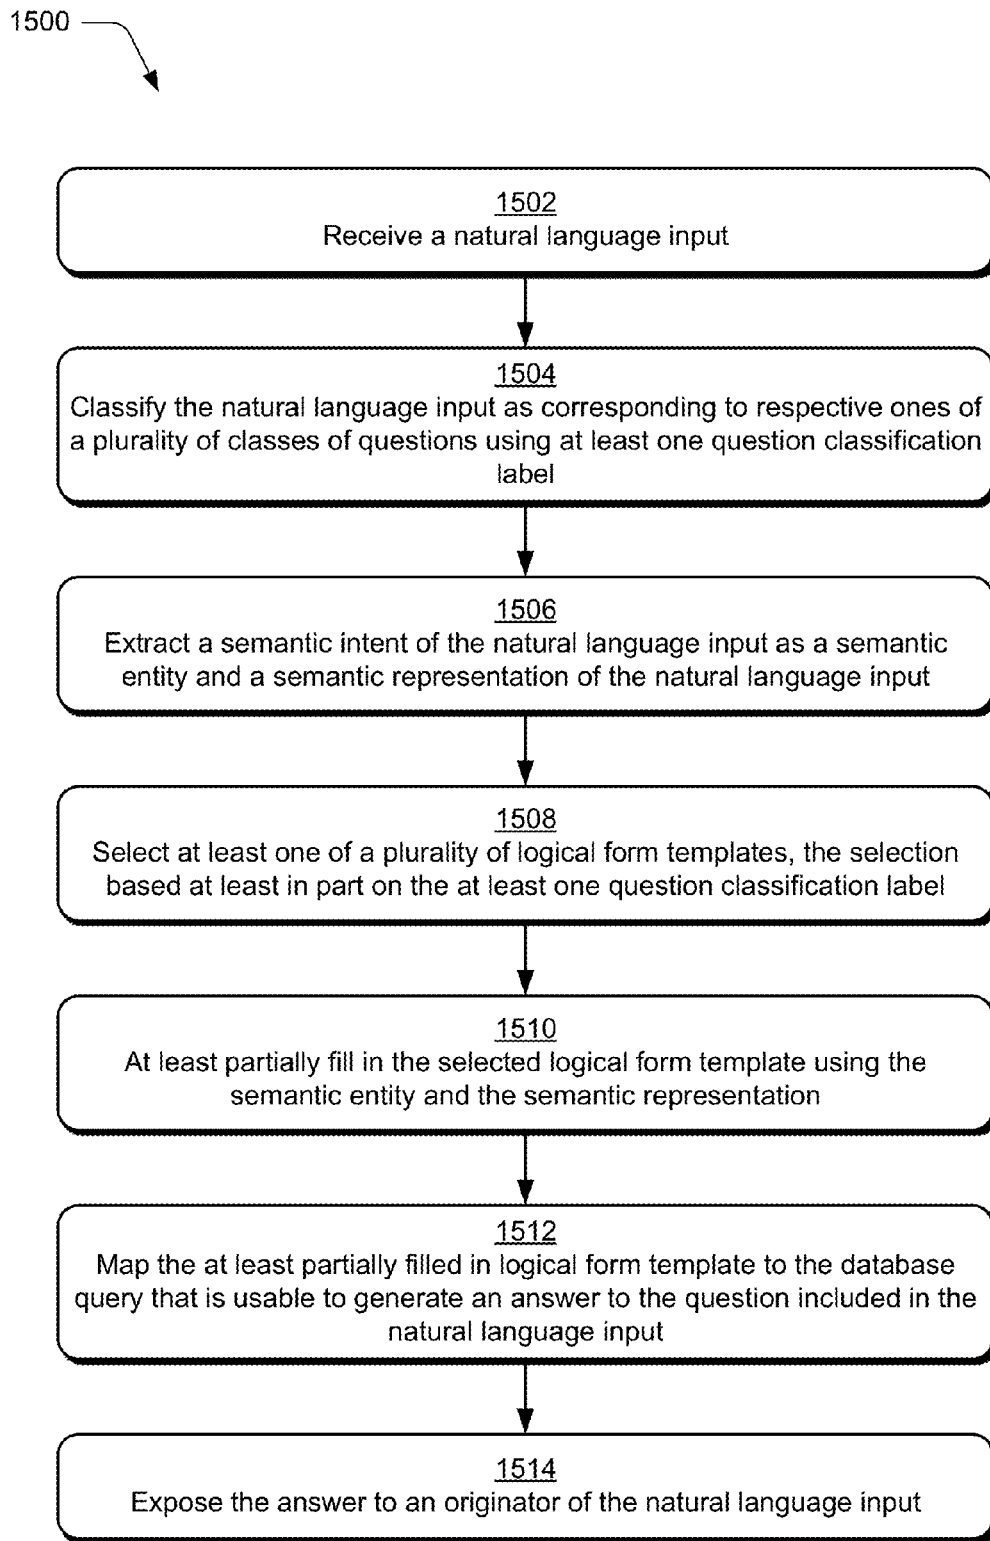 1500
1502
Receive a natural language input
1504
Classify the natural language input as corresponding to respective ones of
a plurality of classes of questions using at least one question classification
label
1506
Extract a semantic intent of the natural language input as a semantic
entity and a semantic representation of the natural language input
1508
Select at least one of a plurality of logical form templates, the selection
based at least in part on the at least one question classification label
1510
At least partially fill in the selected logical form template using the
semantic entity and the semantic representation
1512
Map the at least partially filled in logical form template to the database
query that is usable to generate an answer to the question included in the
natural language input
1514
Expose the answer to an originator of the natural language input